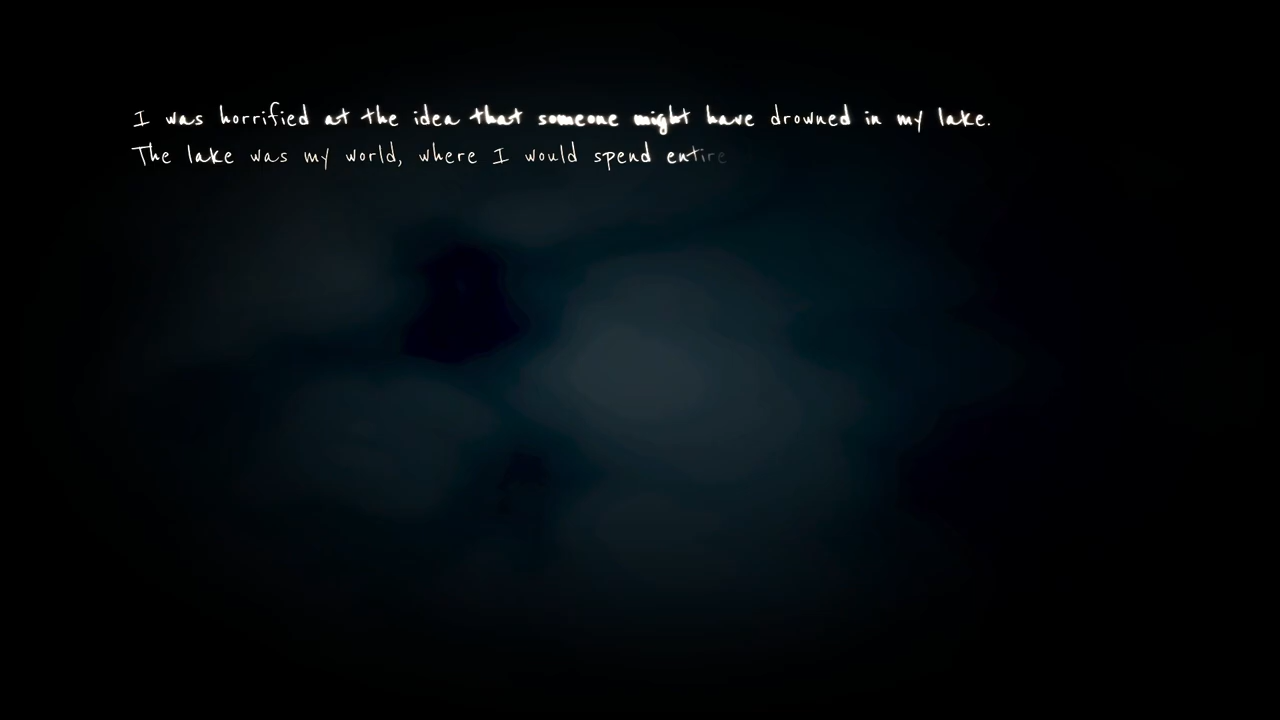 I was horrified at the idea that someone might have drowned in my lake.
The lake was my world, where I would spend entire